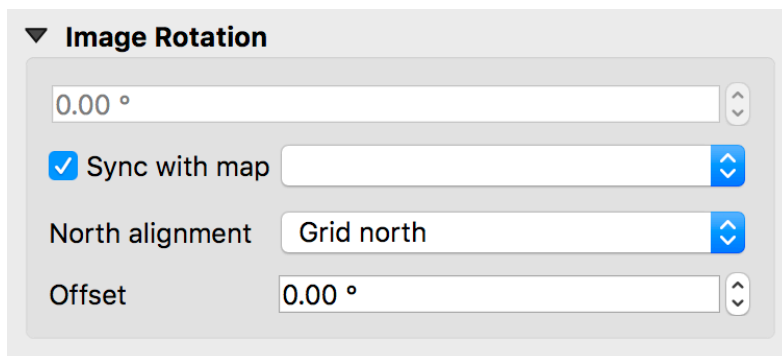 Image Rotation
0.00 °
Sync with map
North alignment Grid north
Offset 0.00 °